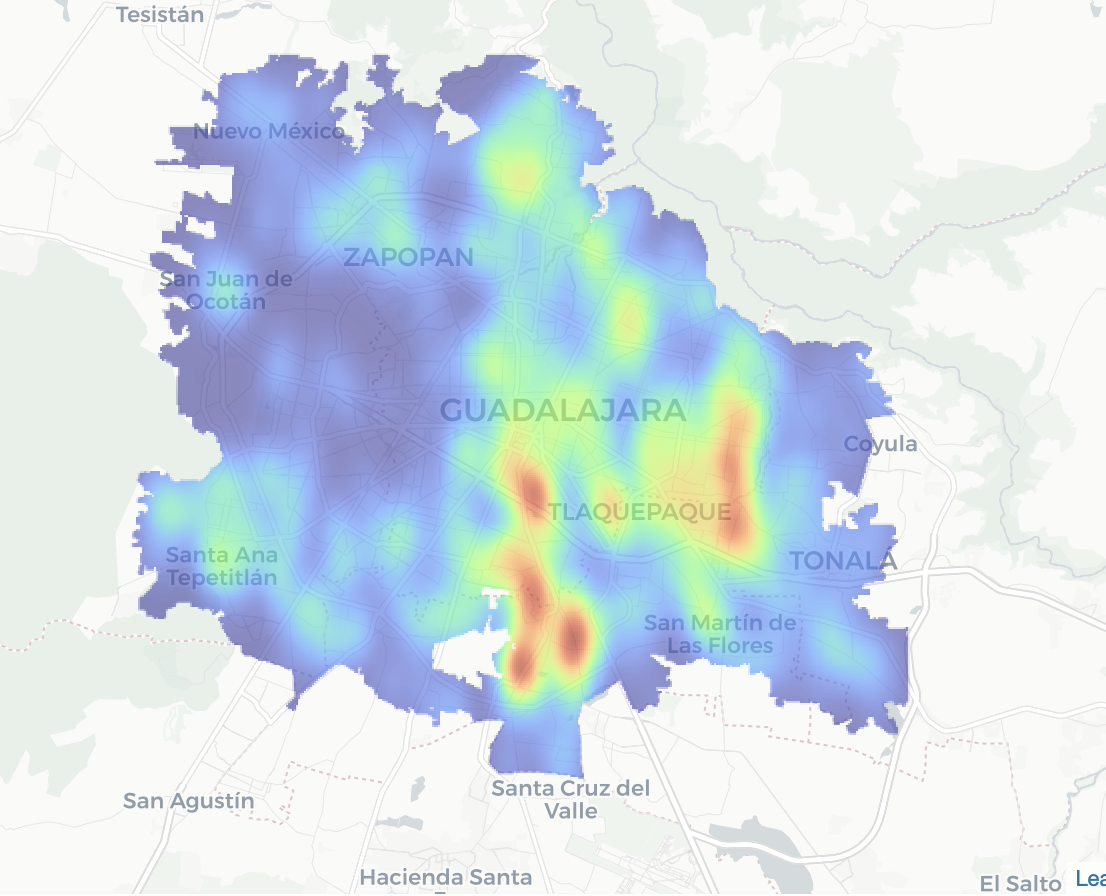 Tesistán
Nuevo México
ZAPOPAN
San Juan de
Ocotán
GUADALAJARA
Coyula
TLAQUEPAQUE
Santa Ana
Tepetitlán
TONALA
San Martín de
Las Flores
Santa Cruz del
Valle
San Agustín
Hacienda Santa
El Salto
Lea